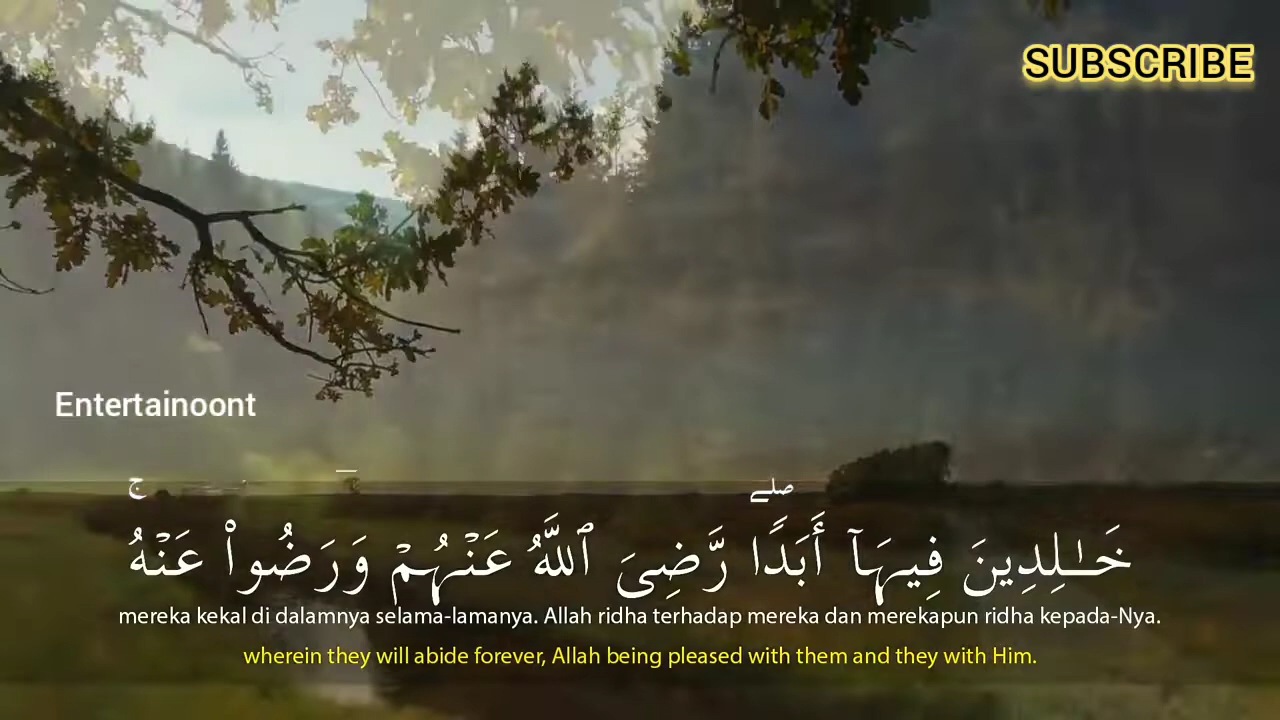 SUBSCRIBE
Entertainoont
خَـٰلِدِينَ فِيهَآ أَبَدًا ۖ رَّضِىَ ٱللَّهُ عَنْهُمْ وَرَضُوا۟ عَنْهُ ۚ
mereka kekal di dalamnya selama-lamanya. Allah ridha terhadap mereka dan merekapun ridha kepada-Nya.
wherein they will abide forever, Allah being pleased with them and they with Him.